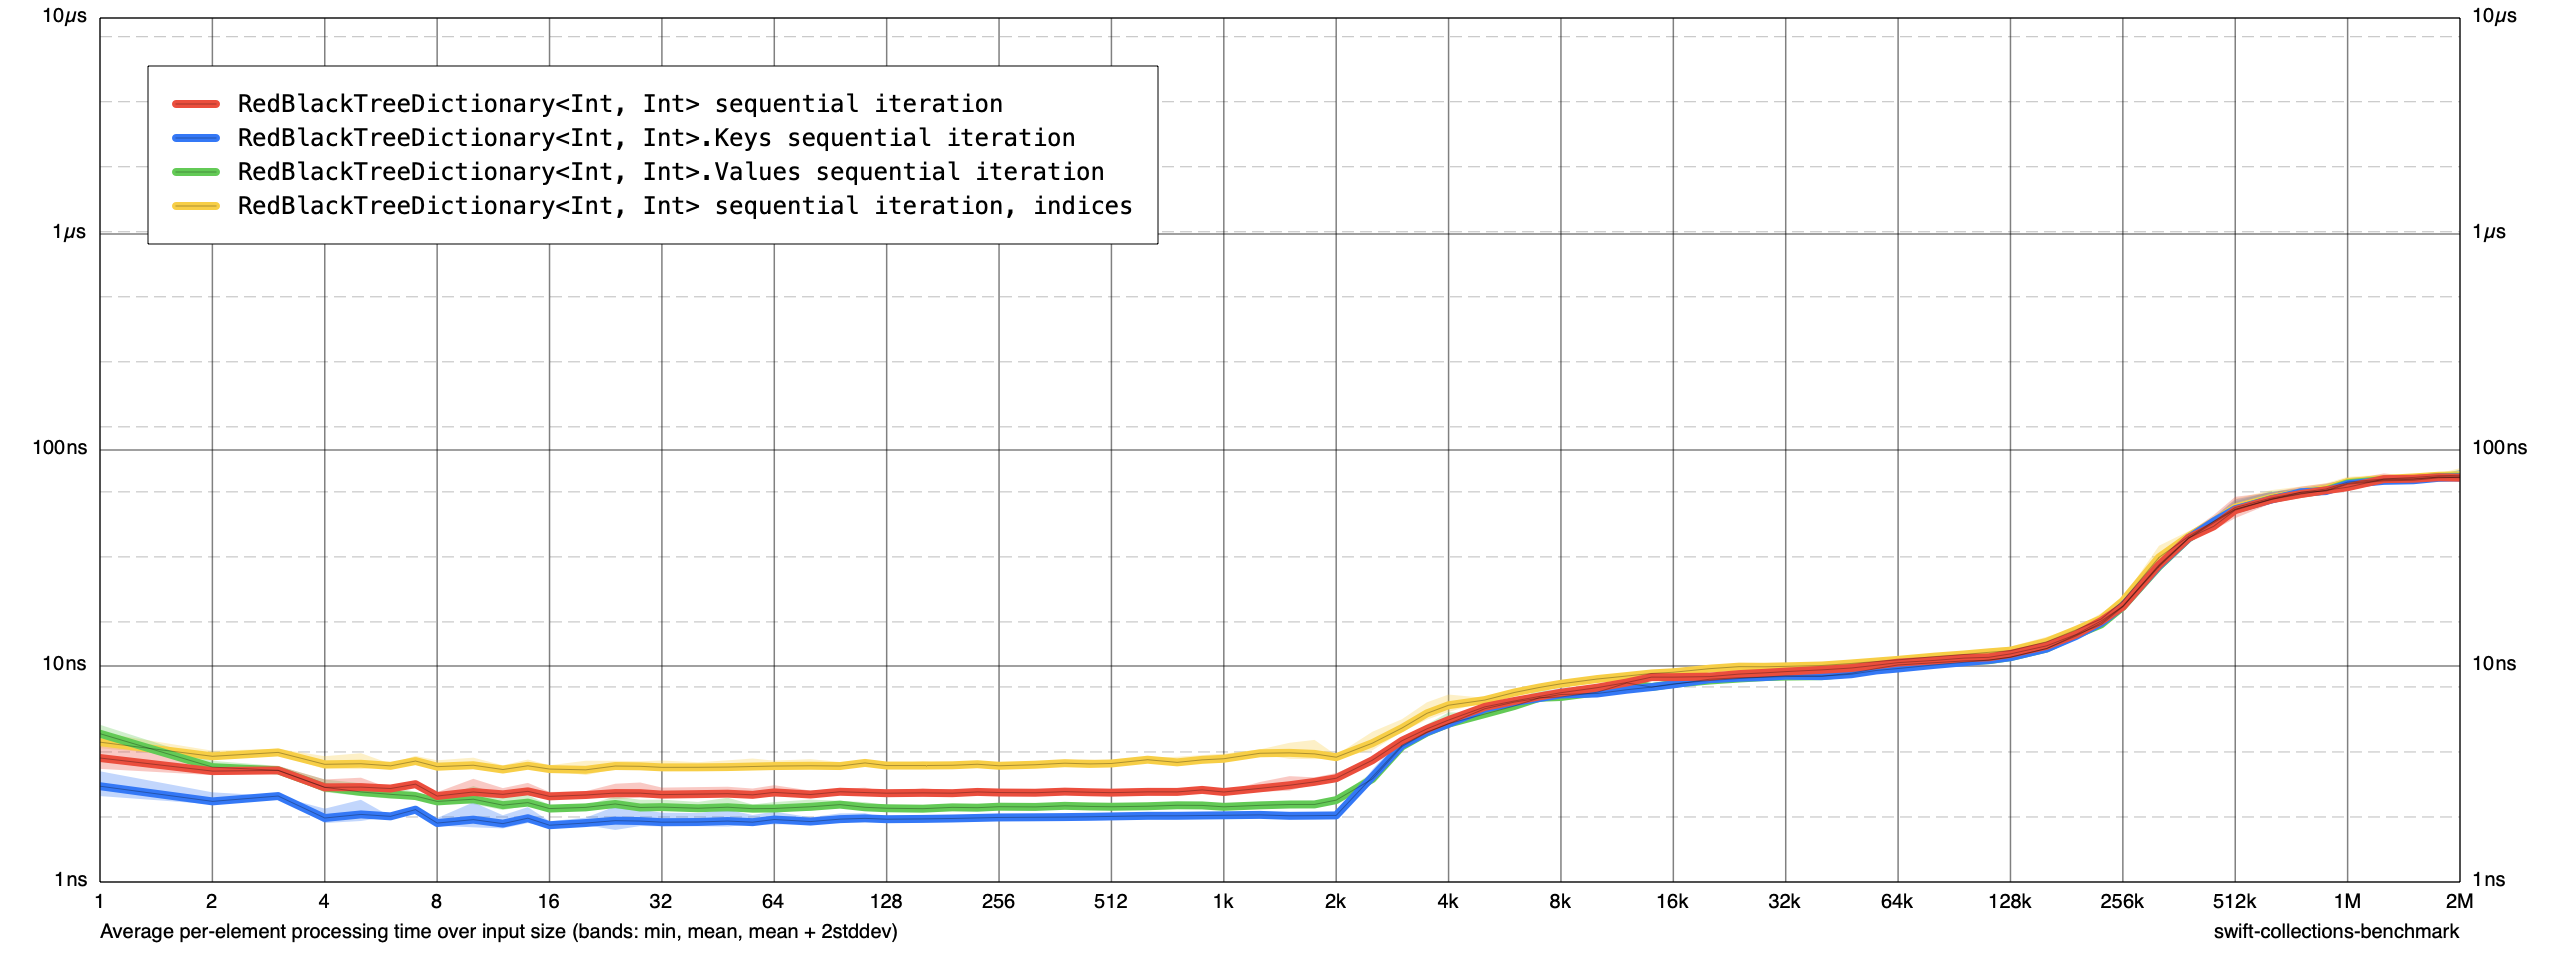 10µs
10µs
RedBlackTreeDictionary<Int, Int> sequential iteration
RedBlackTreeDictionary<Int, Int>.Keys sequential iteration
RedBlackTreeDictionary<Int, Int>.Values sequential iteration
RedBlackTreeDictionary<Int, Int> sequential iteration, indices
1µs
1µs
100ns
100ns
10ns
10ns
1ns
1ns
1 2 4 8 16 32 64 128 256 512 1k 2k 4k 8k 16k 32k 64k 128k 256k 512k 1M 2M
Average per-element processing time over input size (bands: min, mean, mean + 2stddev)
swift-collections-benchmark